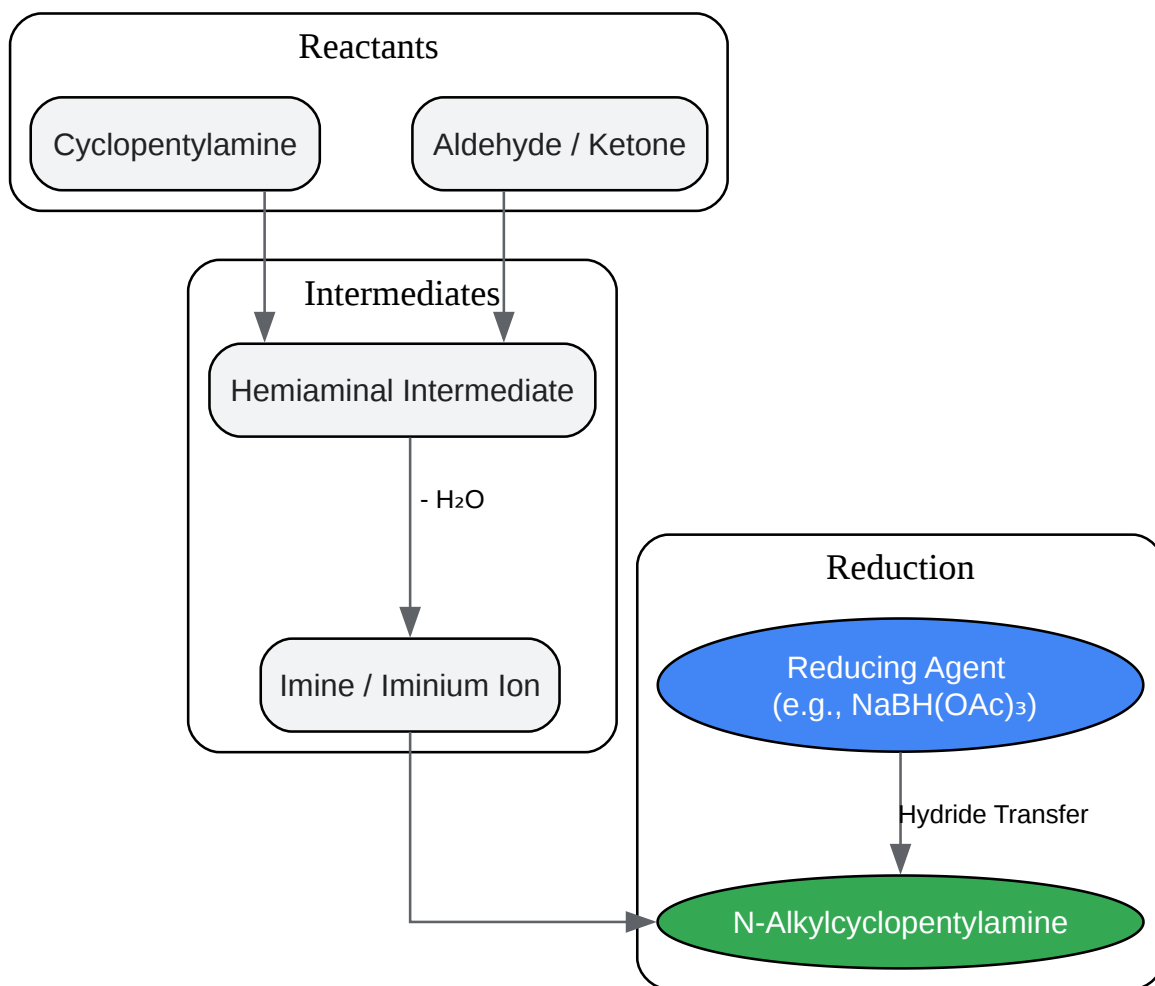 Reactants
Cyclopentylamine
Aldehyde / Ketone
Intermediates
Hemiaminal Intermediate
- H₂O
Imine / Iminium Ion
Reduction
Reducing Agent
(e.g., NaBH(OAc)₃)
Hydride Transfer
N-Alkylcyclopentylamine